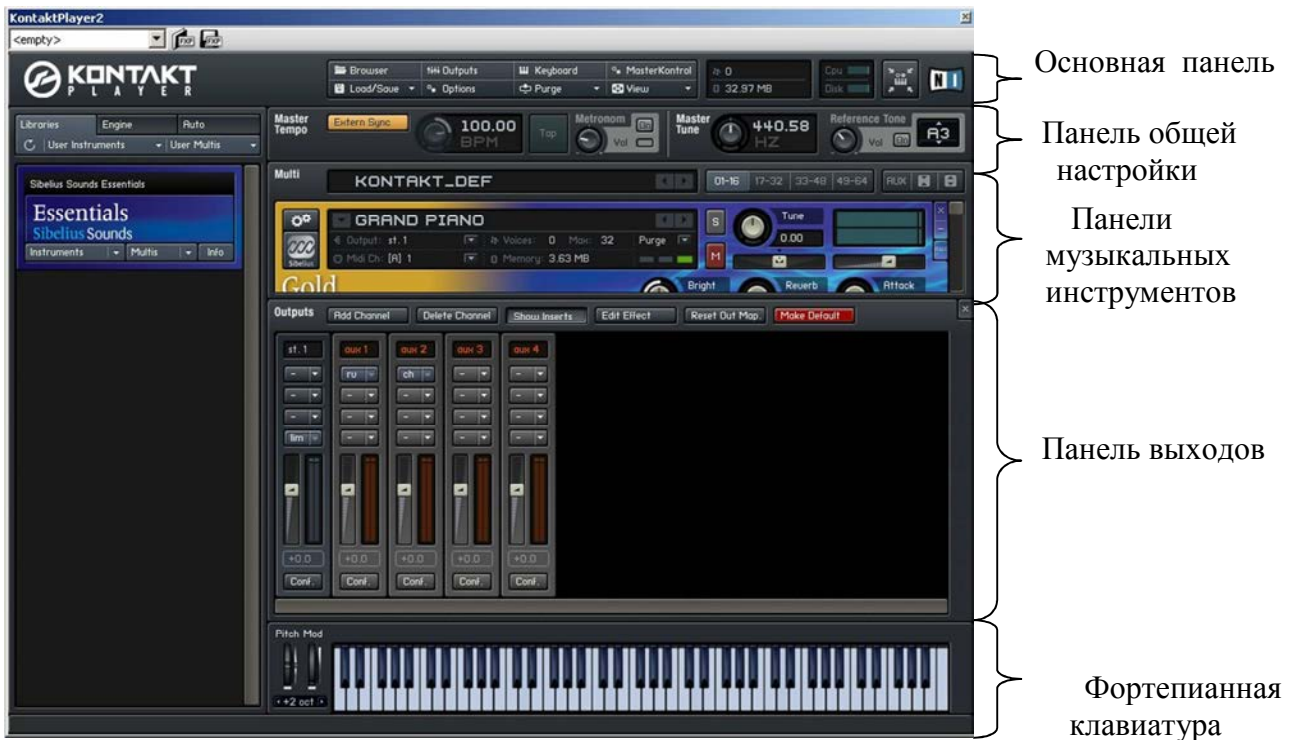 KontaktPlayer2
<empty>
FXP FXP
KONTAKT
PLAYER
Browser Outputs Keyboard MasterKontrol 0 Cpu
Load/Save Options Purge View 32.97 MB Disk
NI
Основная панель
Libraries Engine Auto
User Instruments User Multis
Master Tempo Extern Sync 100.00 BPM Tap Metronom Vol Master Tune 440.58 HZ Reference Tone Vol A3
Панель общей
настройки
Sibelius Sounds Essentials
Essentials
Sibelius Sounds
Instruments Multis Info
Multi KONTAKT_DEF 01-16 17-32 33-48 49-64 AUX
GRAND PIANO S Tune
Output: st.1 Voices: 0 Max: 32 Purge 0.00
Midi Ch: [A] 1 Memory: 3.63 MB M
Sibelius
Gold Bright Reverb Attack
Панели
музыкальных
инструментов
Outputs Add Channel Delete Channel Show Inserts Edit Effect Reset Out Map. Make Default
st.1 aux 1 aux 2 aux 3 aux 4
- rv ch - -
- - - - -
- - - - -
lim - - - -
+0.0 +0.0 +0.0 +0.0 +0.0
Conf. Conf. Conf. Conf. Conf.
Панель выходов
Pitch Mod
+2 oct
Фортепианная
клавиатура